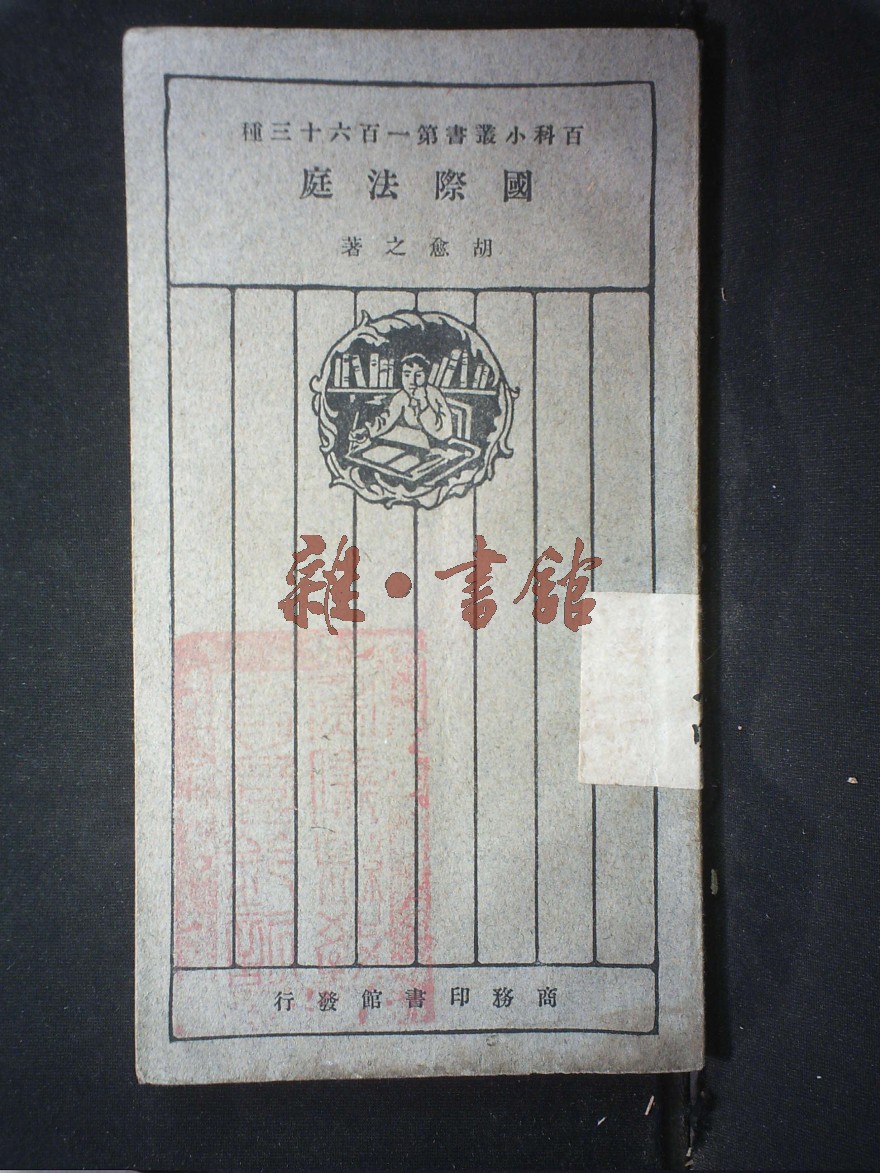 百科小叢書第一百六十三種
國際法庭
胡愈之著
雜·書館
商務印書館發行